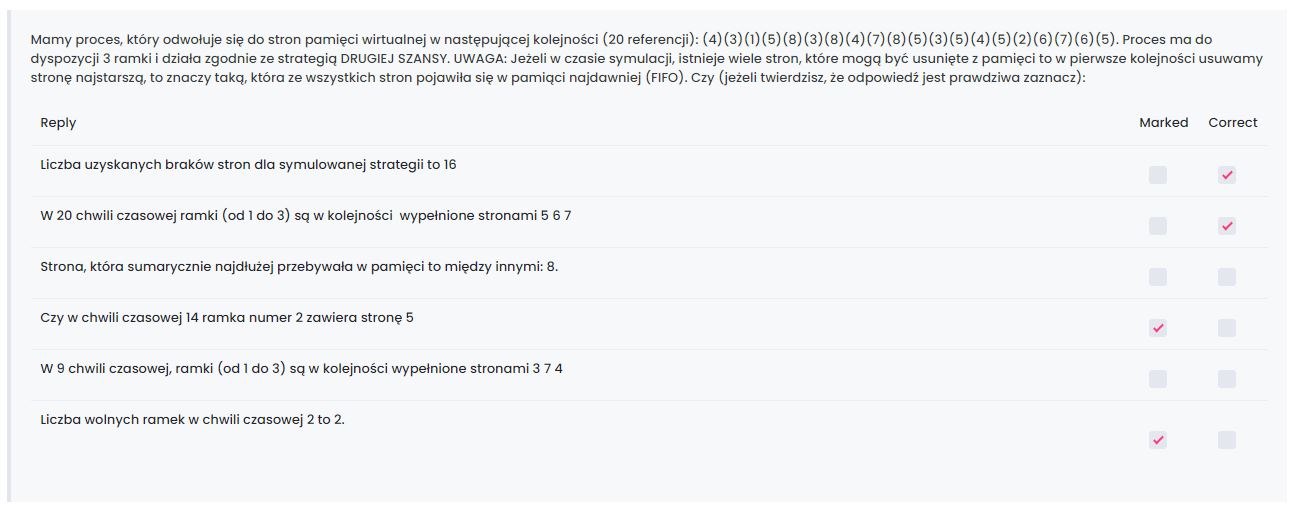 Mamy proces, który odwołuje się do stron pamięci wirtualnej w następującej kolejności (20 referencji): (4)(3)(1)(5)(8)(3)(8)(4)(7)(8)(5)(3)(5)(4)(5)(2)(6)(7)(6)(5). Proces ma do
dyspozycji 3 ramki i działa zgodnie ze strategią DRUGIEJ SZANSY. UWAGA: Jeżeli w czasie symulacji, istnieje wiele stron, które mogą być usunięte z pamięci to w pierwsze kolejności usuwamy
stronę najstarszą, to znaczy taką, która ze wszystkich stron pojawiła się w pamięci najdawniej (FIFO). Czy (jeżeli twierdzisz, że odpowiedź jest prawdziwa zaznacz):
Reply Marked Correct
Liczba uzyskanych braków stron dla symulowanej strategii to 16
W 20 chwili czasowej ramki (od 1 do 3) są w kolejności wypełnione stronami 5 6 7
Strona, która sumarycznie najdłużej przebywała w pamięci to między innymi: 8.
Czy w chwili czasowej 14 ramka numer 2 zawiera stronę 5
W 9 chwili czasowej, ramki (od 1 do 3) są w kolejności wypełnione stronami 3 7 4
Liczba wolnych ramek w chwili czasowej 2 to 2.